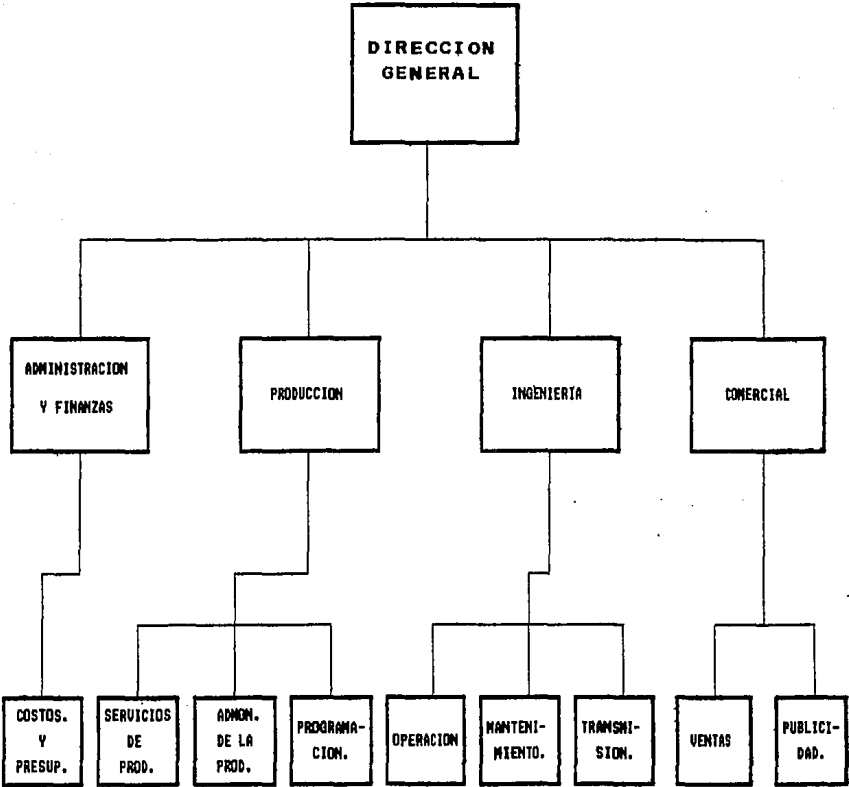 DIRECCION
GENERAL
ADMINISTRACION
Y FINANZAS
PRODUCCION
INGENIERIA
COMERCIAL
COSTOS.
Y
PRESUP.
SERVICIOS
DE
PROD.
ADMON.
DE LA
PROD.
PROGRAMA-
CION.
OPERACION
MANTENI-
MIENTO.
TRANSMI-
SION.
VENTAS
PUBLICI-
DAD.